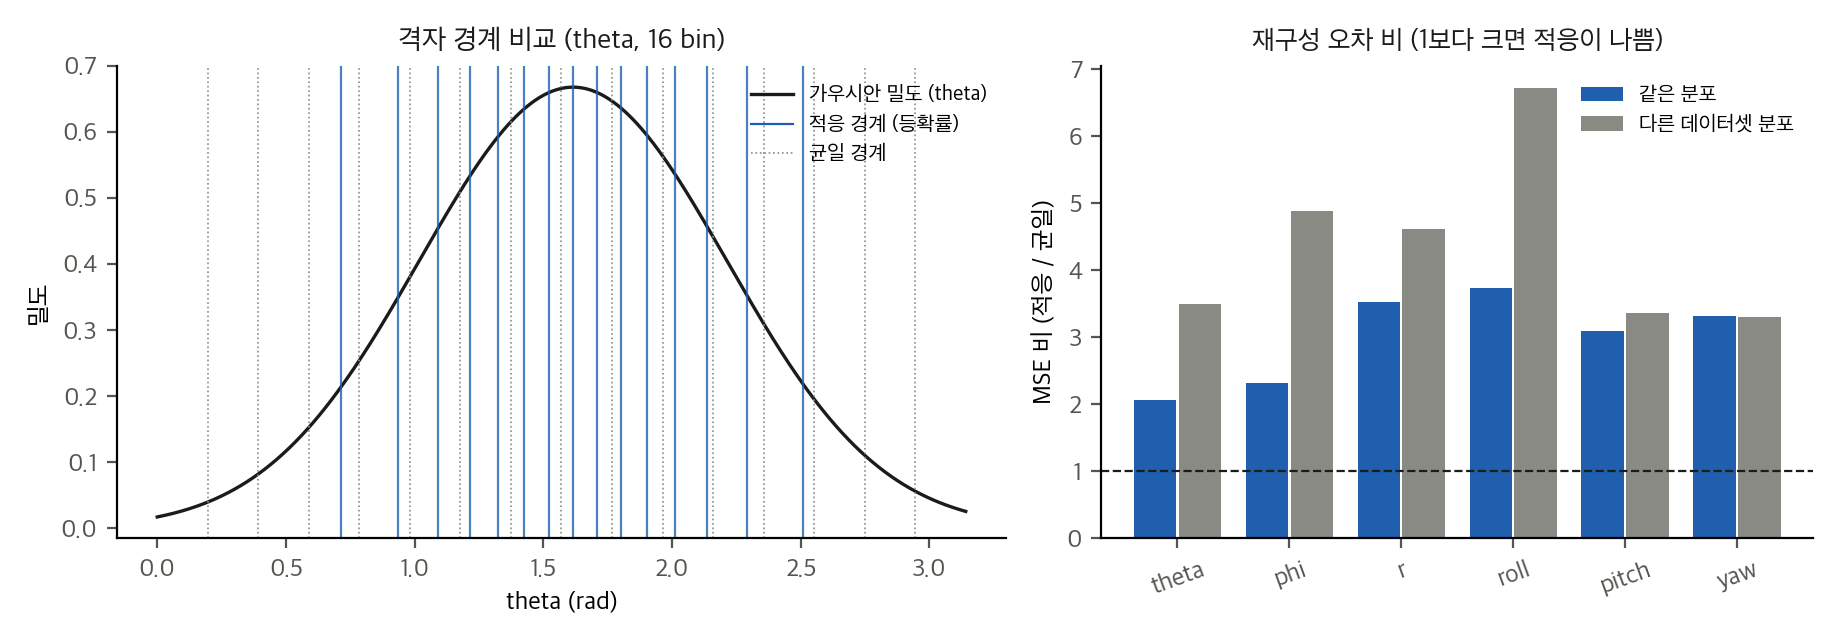 격자 경계 비교 (theta, 16 bin)
0.7
0.6
0.5
0.4
0.3
0.2
0.1
0.0
밀도
가우시안 밀도 (theta)
적응 경계 (등확률)
균일 경계
0.0 0.5 1.0 1.5 2.0 2.5 3.0
theta (rad)
재구성 오차 비 (1보다 크면 적응이 나쁨)
7
6
5
4
3
2
1
0
MSE 비 (적응 / 균일)
같은 분포
다른 데이터셋 분포
theta phi r roll pitch yaw